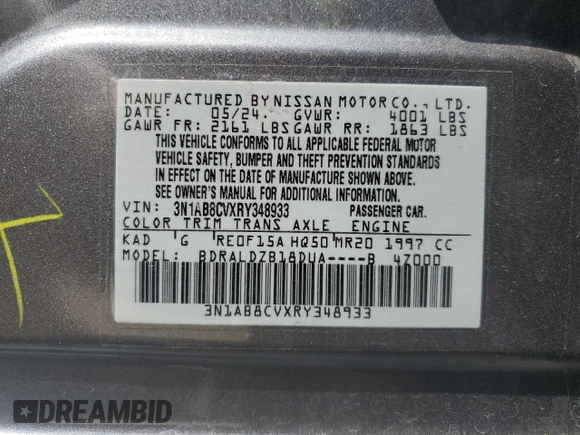 MANUFACTURED BY NISSAN MOTOR CO., LTD.
DATE: 05/24. GVWR: 4001 LBS
GAWR FR: 2161 LBS GAWR RR: 1863 LBS
THIS VEHICLE CONFORMS TO ALL APPLICABLE FEDERAL MOTOR
VEHICLE SAFETY, BUMPER AND THEFT PREVENTION STANDARDS
IN EFFECT ON THE DATE OF MANUFACTURE SHOWN ABOVE.
SEE OWNER'S MANUAL FOR ADDITIONAL INFORMATION.
VIN: 3N1AB8CVXRY348933 PASSENGER CAR.
COLOR TRIM TRANS AXLE ENGINE
KAD 'G RE0F15A HQ50 MR20 1997 CC
MODEL: BDRALDZB18DUA----B 47000
3N1AB8CVXRY348933
DREAMBID